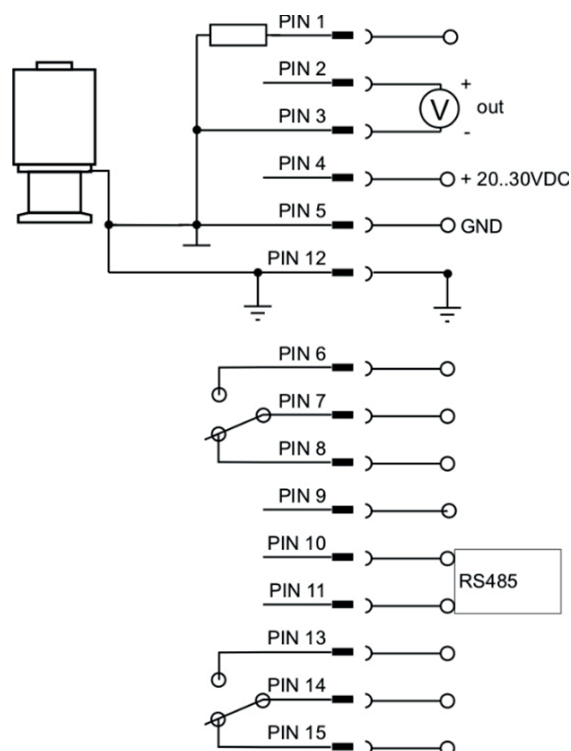 PIN 1
PIN 2
+
V out
PIN 3
-
PIN 4
+ 20..30VDC
PIN 5
GND
PIN 12
PIN 6
PIN 7
PIN 8
PIN 9
PIN 10
RS485
PIN 11
PIN 13
PIN 14
PIN 15